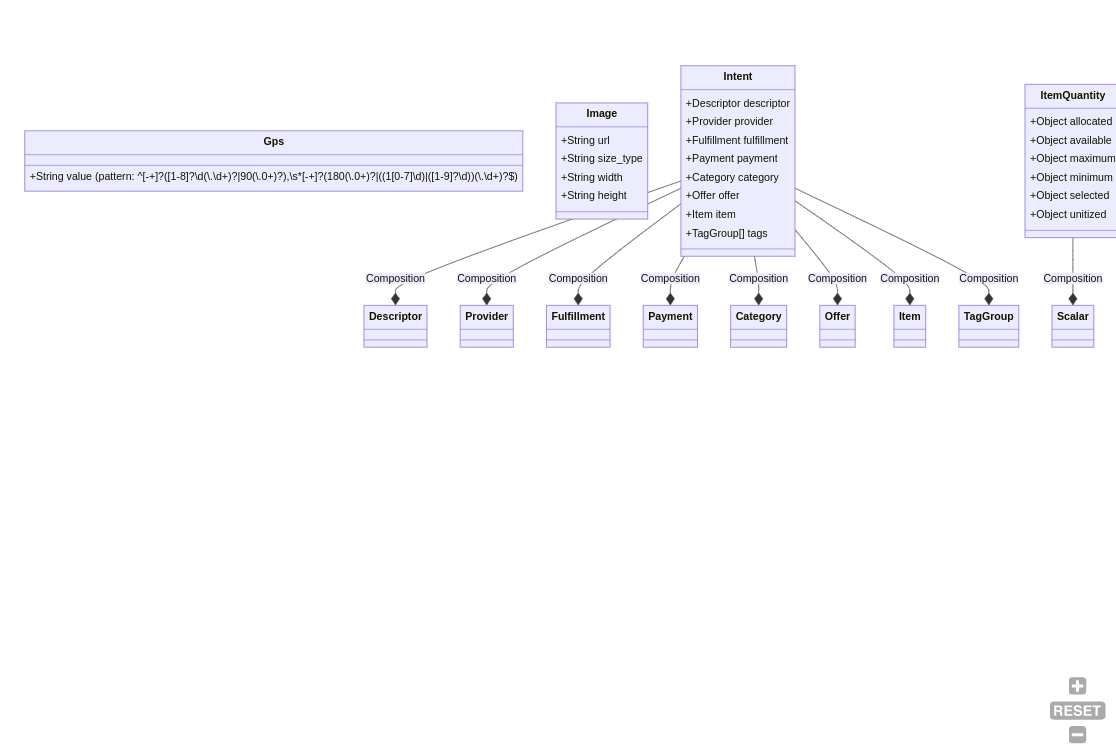 Gps
+String value (pattern: ^[-+]?([1-8]?\d(\.\d+)?|90(\.0+)?),\s*[-+]?(180(\.0+)?|((1[0-7]\d)|([1-9]?\d))(\.\d+)?$)
Image
+String url
+String size_type
+String width
+String height
Intent
+Descriptor descriptor
+Provider provider
+Fulfillment fulfillment
+Payment payment
+Category category
+Offer offer
+Item item
+TagGroup[] tags
ItemQuantity
+Object allocated
+Object available
+Object maximum
+Object minimum
+Object selected
+Object unitized
Composition Composition Composition Composition Composition Composition Composition Composition Composition
Descriptor Provider Fulfillment Payment Category Offer Item TagGroup Scalar
RESET